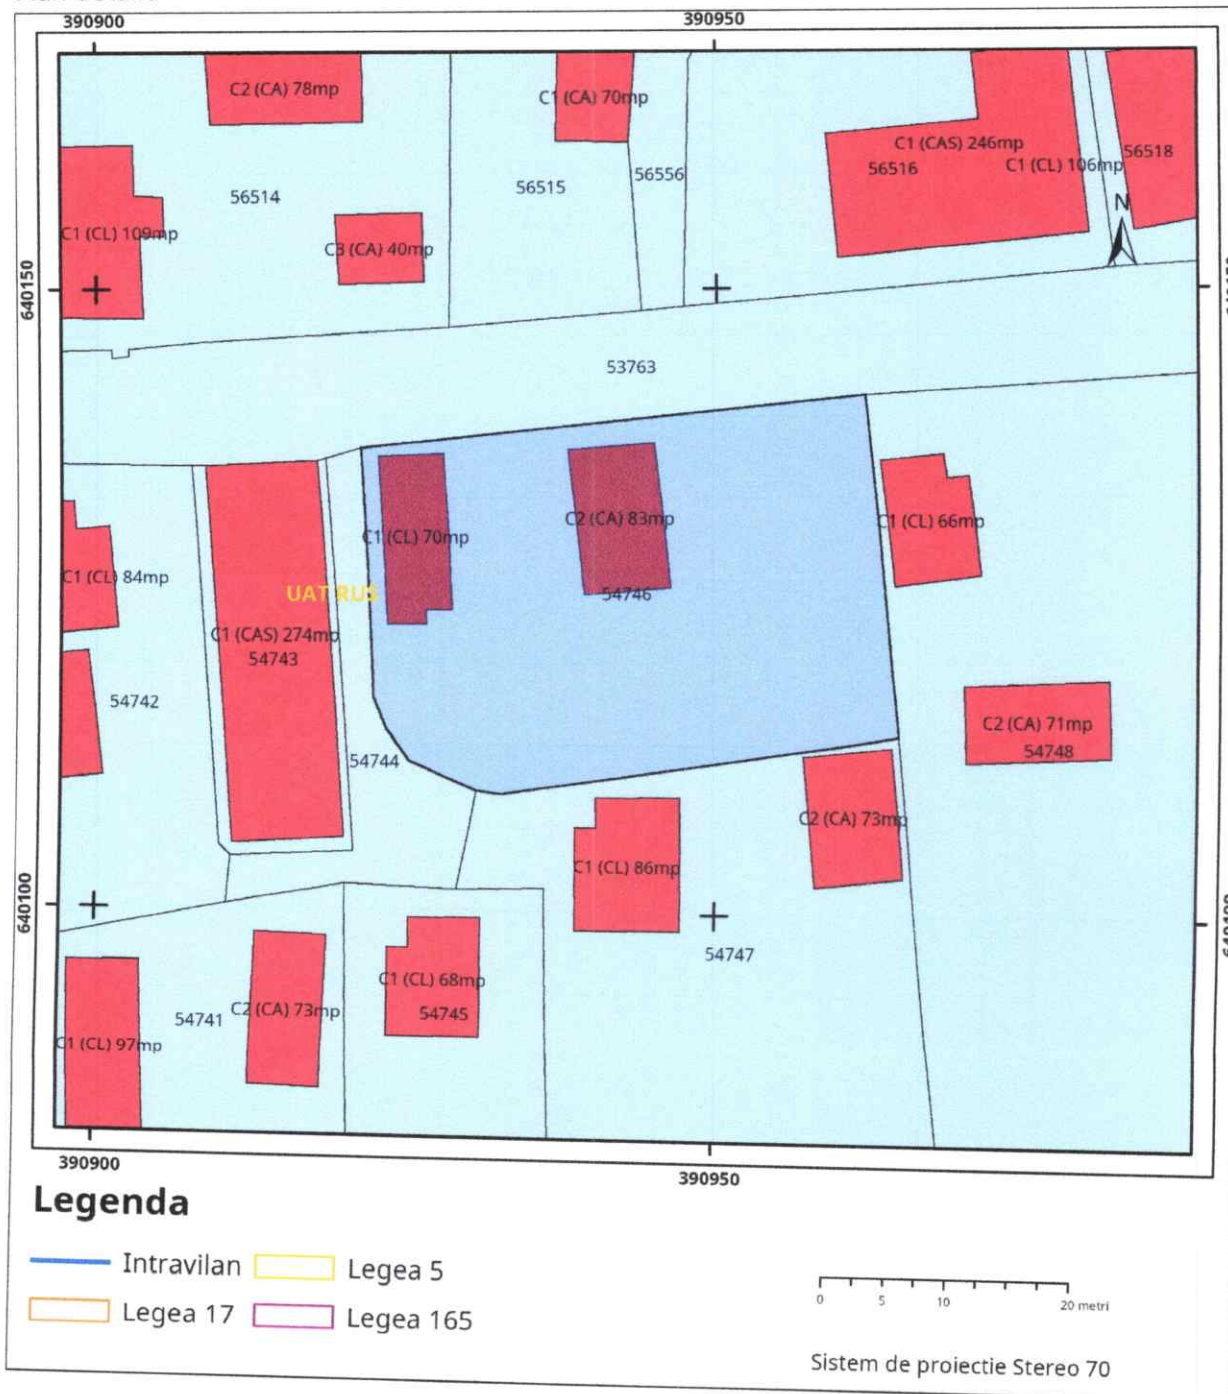 390900
390950
C2 (CA) 78mp
C1 (CA) 70mp
C1 (CAS) 246mp
56518
56516
C1 (CL) 106mp
56556
56515
56514
N
C1 (CL) 109mp
C3 (CA) 40mp
640150
53763
C1 (CL) 66mp
C2 (CA) 83mp
C1 (CL) 70mp
C1 (CL) 84mp
UAT RUS
54746
C1 (CAS) 274mp
54743
54742
C2 (CA) 71mp
54748
54744
C2 (CA) 73mp
C1 (CL) 86mp
640100
54747
C1 (CL) 68mp
54745
C2 (CA) 73mp
54741
C1 (CL) 97mp
390900
390950
Legenda
Intravilan
Legea 5
Legea 17
Legea 165
0 5 10 20 metri
Sistem de proiectie Stereo 70